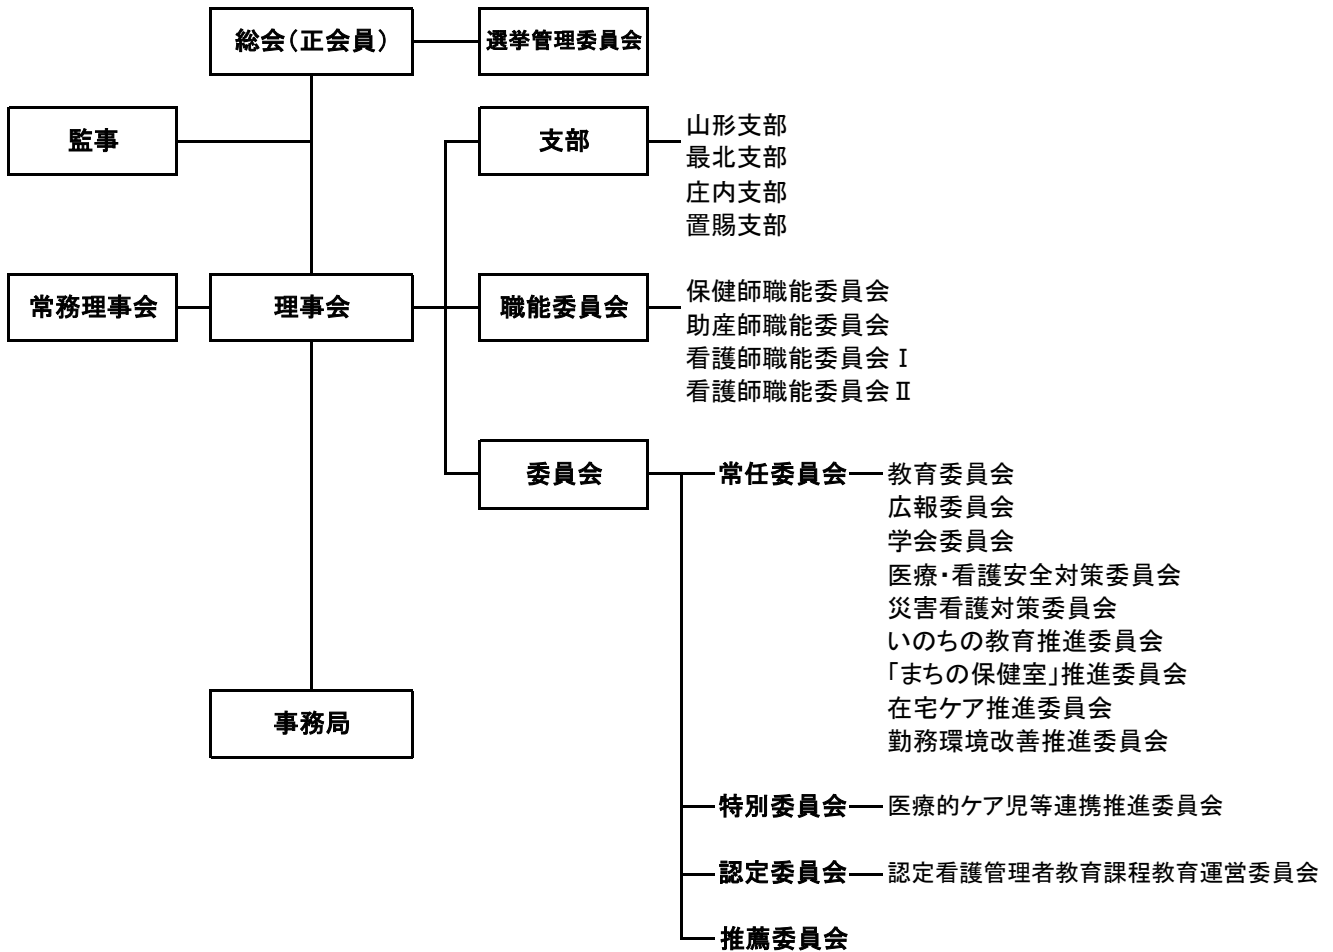 総会(正会員)
選挙管理委員会
監事
支部
山形支部
最北支部
庄内支部
置賜支部
常務理事会
理事会
職能委員会
保健師職能委員会
助産師職能委員会
看護師職能委員会Ⅰ
看護師職能委員会Ⅱ
委員会
常任委員会
教育委員会
広報委員会
学会委員会
医療・看護安全対策委員会
災害看護対策委員会
いのちの教育推進委員会
「まちの保健室」推進委員会
在宅ケア推進委員会
勤務環境改善推進委員会
事務局
特別委員会
医療的ケア児等連携推進委員会
認定委員会
認定看護管理者教育課程教育運営委員会
推薦委員会